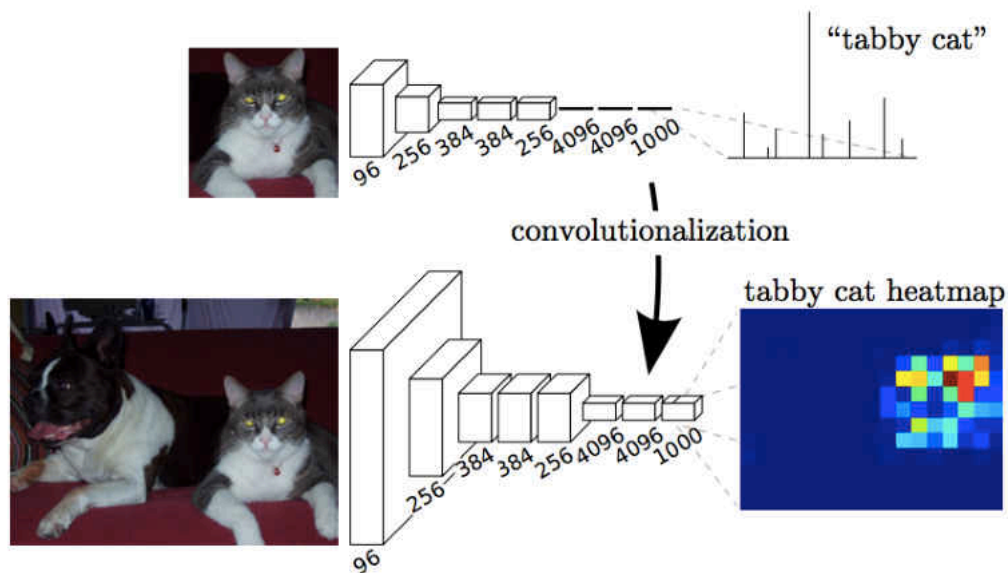 “tabby cat”
96 256 384 384 256 4096 4096 1000
convolutionalization
tabby cat heatmap
96 256 384 384 256 4096 4096 1000